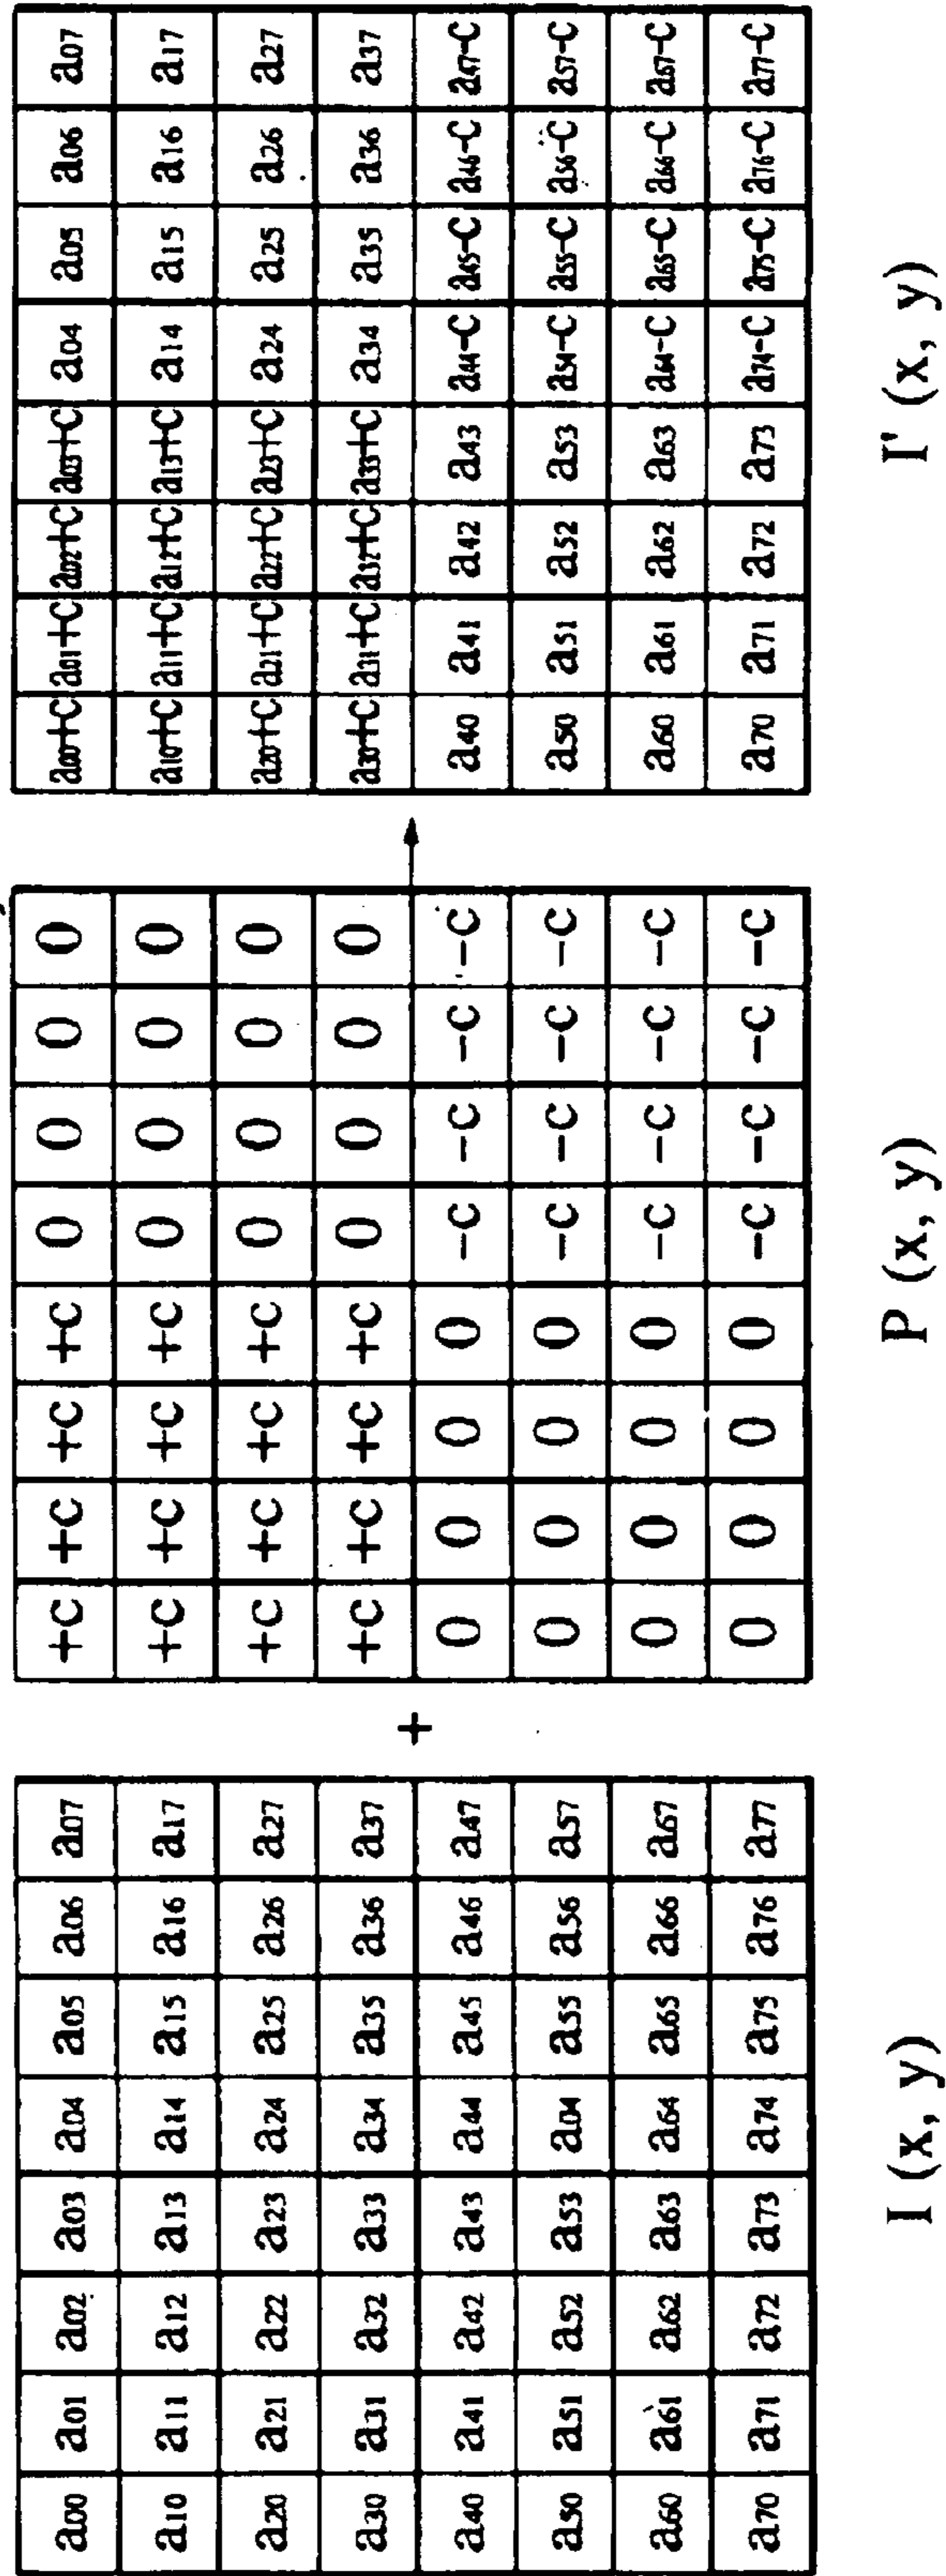 a00 a01 a02 a03 a04 a05 a06 a07
a10 a11 a12 a13 a14 a15 a16 a17
a20 a21 a22 a23 a24 a25 a26 a27
a30 a31 a32 a33 a34 a35 a36 a37
a40 a41 a42 a43 a44 a45 a46 a47
a50 a51 a52 a53 a04 a55 a56 a57
a60 a61 a62 a63 a64 a65 a66 a67
a70 a71 a72 a73 a74 a75 a76 a77
I (x, y)
+
+C +C +C +C 0 0 0 0
+C +C +C +C 0 0 0 0
+C +C +C +C 0 0 0 0
+C +C +C +C 0 0 0 0
0 0 0 0 -C -C -C -C
0 0 0 0 -C -C -C -C
0 0 0 0 -C -C -C -C
0 0 0 0 -C -C -C -C
P (x, y)
a00+C a01+C a02+C a03+C a04 a05 a06 a07
a10+C a11+C a12+C a13+C a14 a15 a16 a17
a20+C a21+C a22+C a23+C a24 a25 a26 a27
a30+C a31+C a32+C a33+C a34 a35 a36 a37
a40 a41 a42 a43 a44-C a45-C a46-C a47-C
a50 a51 a52 a53 a54-C a55-C a56-C a57-C
a60 a61 a62 a63 a64-C a65-C a66-C a67-C
a70 a71 a72 a73 a74-C a75-C a76-C a77-C
I' (x, y)